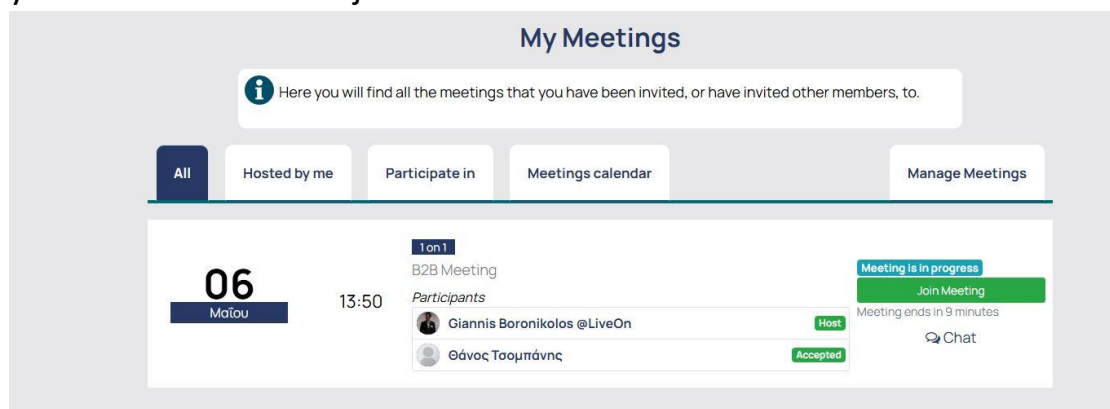 My Meetings
Here you will find all the meetings that you have been invited, or have invited other members, to.
All
Hosted by me
Participate in
Meetings calendar
Manage Meetings
06
Μαΐου
13:50
1 on 1
B2B Meeting
Participants
Giannis Boronikolos @LiveOn
Host
Θάνος Τσομπάνης
Accepted
Meeting is in progress
Join Meeting
Meeting ends in 9 minutes
Chat